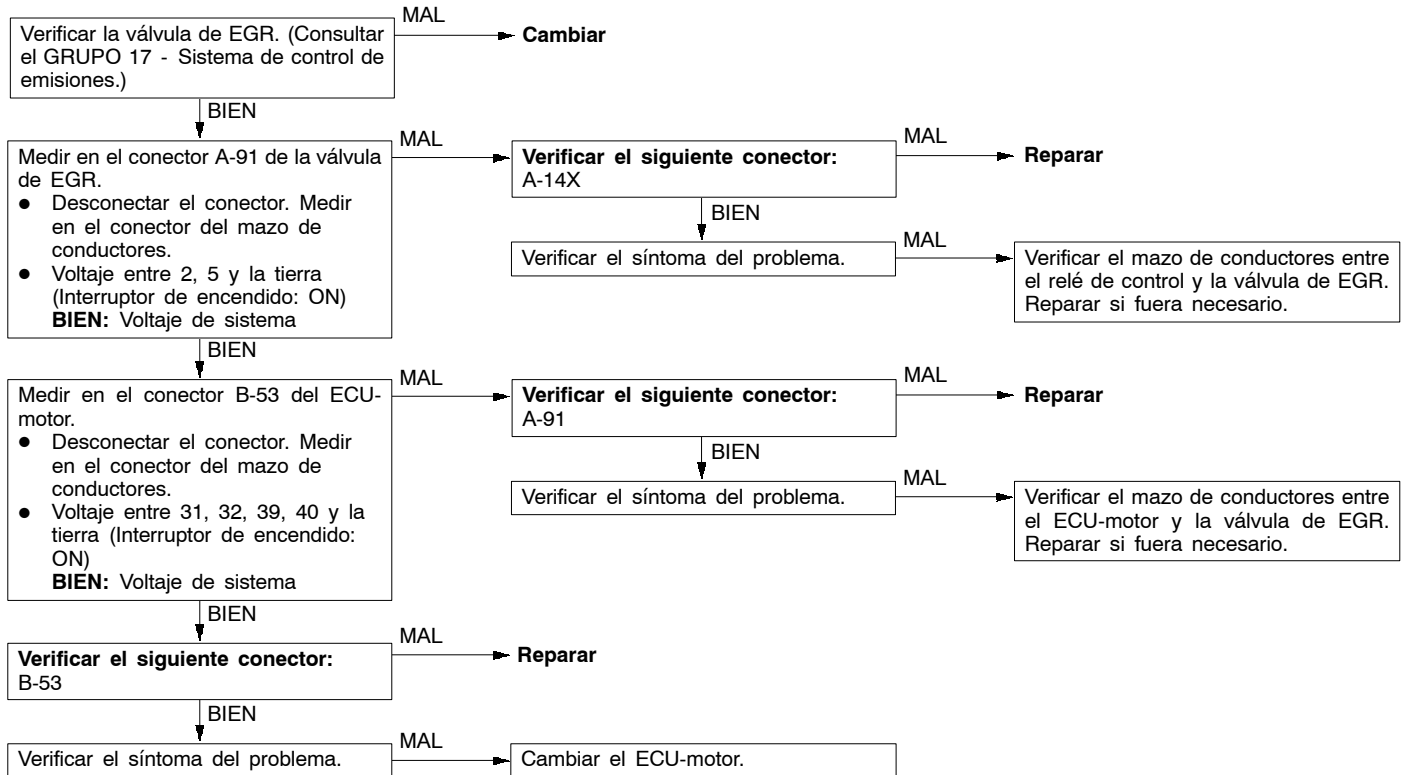 MAL
Verificar la válvula de EGR. (Consultar
el GRUPO 17 - Sistema de control de
emisiones.)
Cambiar
BIEN
MAL
MAL
Medir en el conector A-91 de la válvula
de EGR.
● Desconectar el conector. Medir
en el conector del mazo de
conductores.
● Voltaje entre 2, 5 y la tierra
(Interruptor de encendido: ON)
BIEN: Voltaje de sistema
Verificar el siguiente conector:
A-14X
Reparar
BIEN
Verificar el síntoma del problema.
MAL
Verificar el mazo de conductores entre
el relé de control y la válvula de EGR.
Reparar si fuera necesario.
BIEN
MAL
MAL
Medir en el conector B-53 del ECU-
motor.
● Desconectar el conector. Medir
en el conector del mazo de
conductores.
● Voltaje entre 31, 32, 39, 40 y la
tierra (Interruptor de encendido:
ON)
BIEN: Voltaje de sistema
Verificar el siguiente conector:
A-91
Reparar
BIEN
Verificar el síntoma del problema.
MAL
Verificar el mazo de conductores entre
el ECU-motor y la válvula de EGR.
Reparar si fuera necesario.
BIEN
MAL
Verificar el siguiente conector:
B-53
Reparar
BIEN
MAL
Verificar el síntoma del problema.
Cambiar el ECU-motor.